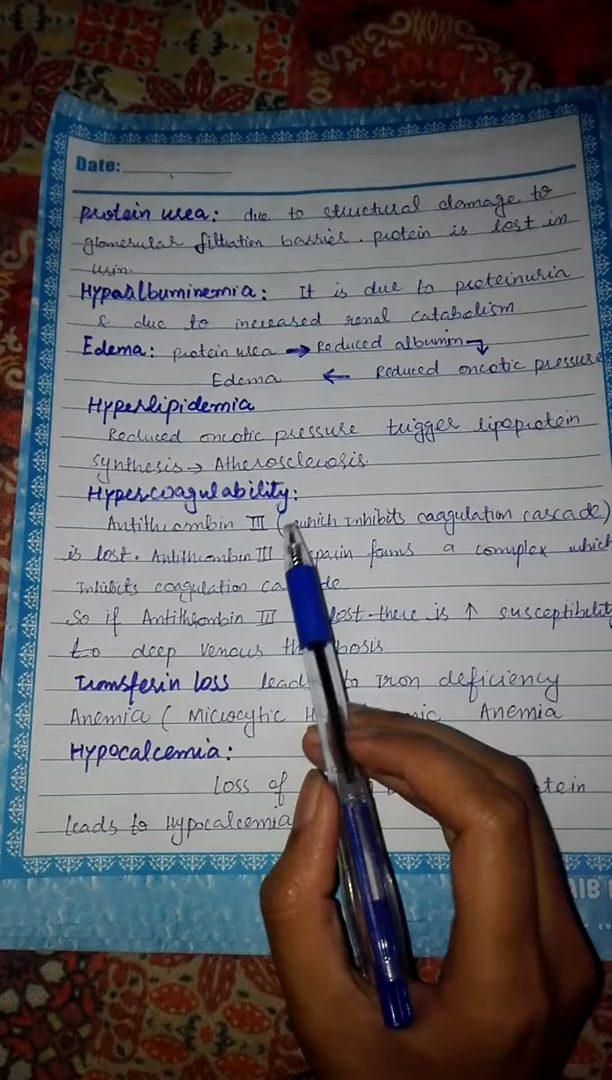 Date:
Protein urea: due to structural damage to
glomerular filtration barrier. protein is lost in
urin.
Hypoalbuminemia: It is due to proteinuria
& due to increased renal catabolism.
Edema: protein urea → Reduced albumin
Edema ← Reduced oncotic pressure
Hyperlipidemia
Reduced oncotic pressure trigger lipoprotein
synthesis → Atherosclerosis.
Hypercoagulability:
Antithrombin III (which inhibits coagulation cascade)
is lost. Antithrombin III forms a complex which
Inhibits coagulation
So if Antithrombin III lost there is ↑ susceptibility
to deep venous
Transferin loss lead to Iron deficiency
Anemia (Microcytic Anemia
Hypocalcemia:
Loss of
leads to Hypocalcemia